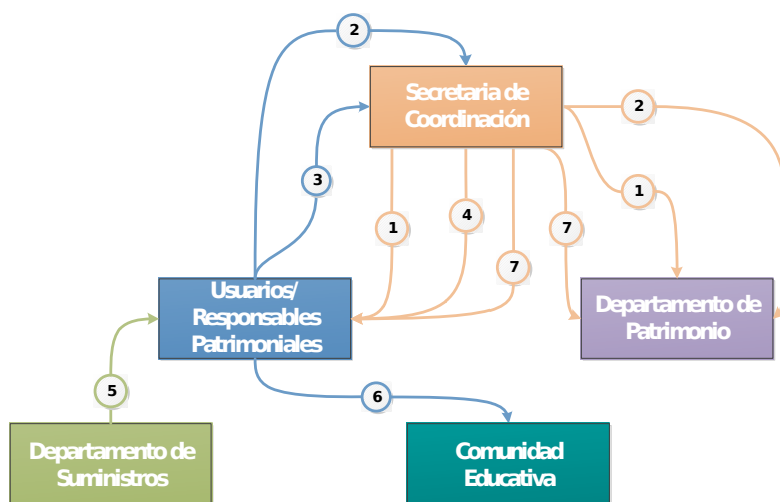 2
Secretaria de
Coordinación
2
3
1
1
4
7
7
Usuarios/
Responsables
Patrimoniales
Departamento de
Patrimonio
5
6
Departamento de
Suministros
Comunidad
Educativa